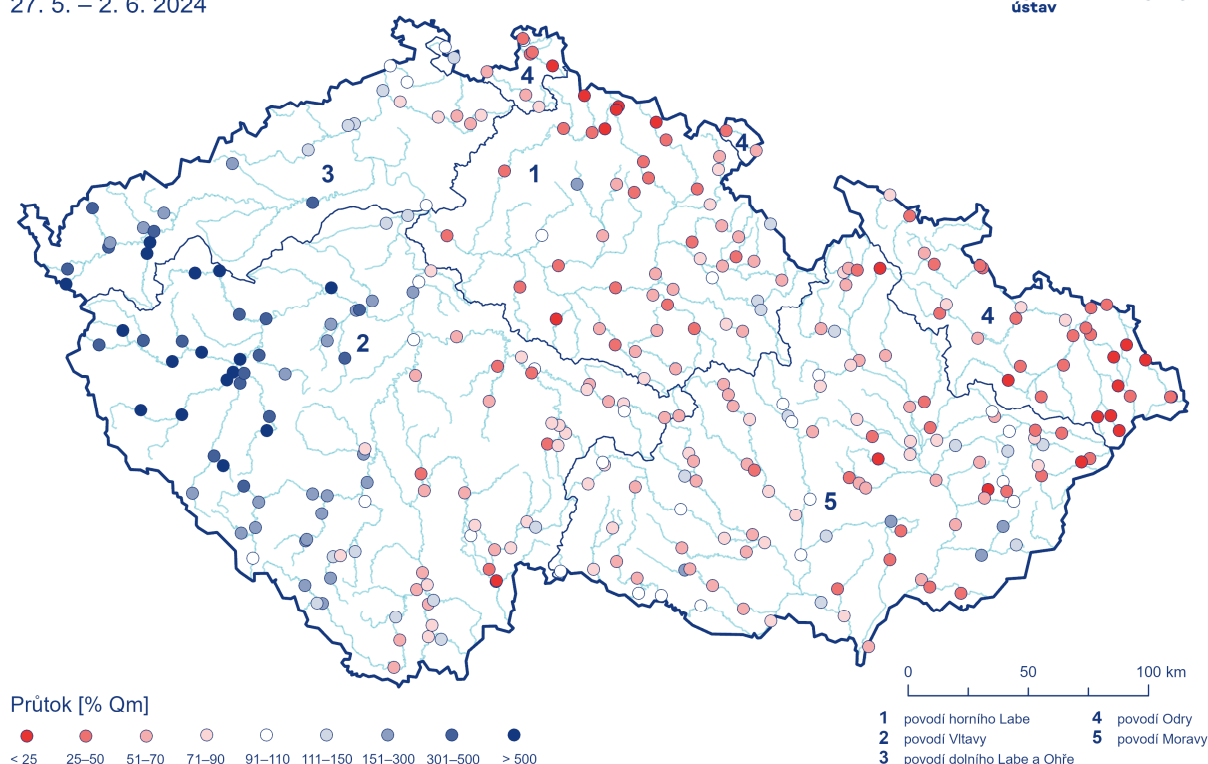 27. 5. – 2. 6. 2024
ústav
4
4
3
1
4
2
5
0 50 100 km
Průtok [% Qm]
< 25 25–50 51–70 71–90 91–110 111–150 151–300 301–500 > 500
1 povodí horního Labe
2 povodí Vltavy
3 povodí dolního Labe a Ohře
4 povodí Odry
5 povodí Moravy